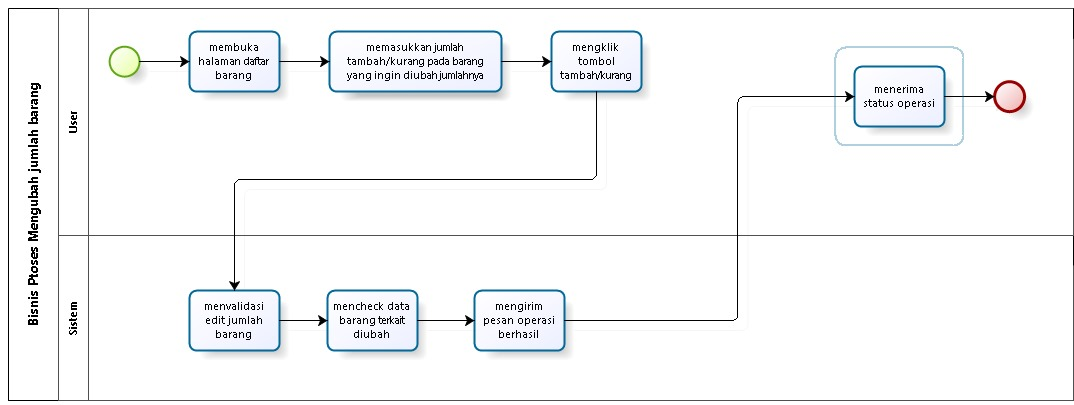 Bisnis Ptoses Mengubah jumlah barang
User
membuka
halaman daftar
barang
memasukkan jumlah
tambah/kurang pada barang
yang ingin diubah jumlahnya
mengklik
tombol
tambah/kurang
menerima
status operasi
Sistem
menvalidasi
edit jumlah
barang
mencheck data
barang terkait
diubah
mengirim
pesan operasi
berhasil